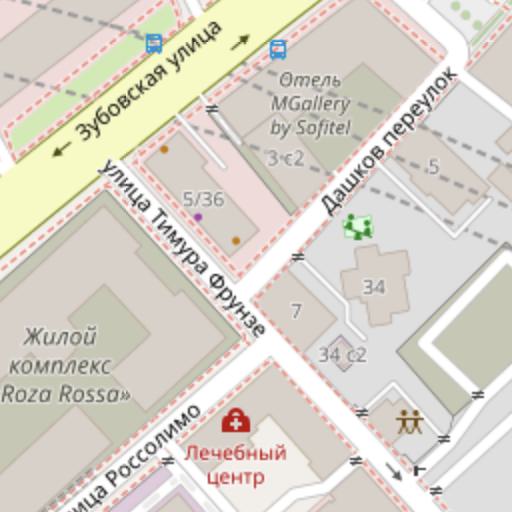 Зубовская улица
Отель
MGallery
by Sofitel
3 с2
Дашков переулок
5
улица Тимура Фрунзе
5/36
34
7
34 с2
Жилой
комплекс
Roza Rossa»
ица Россолимо
Лечебный
центр